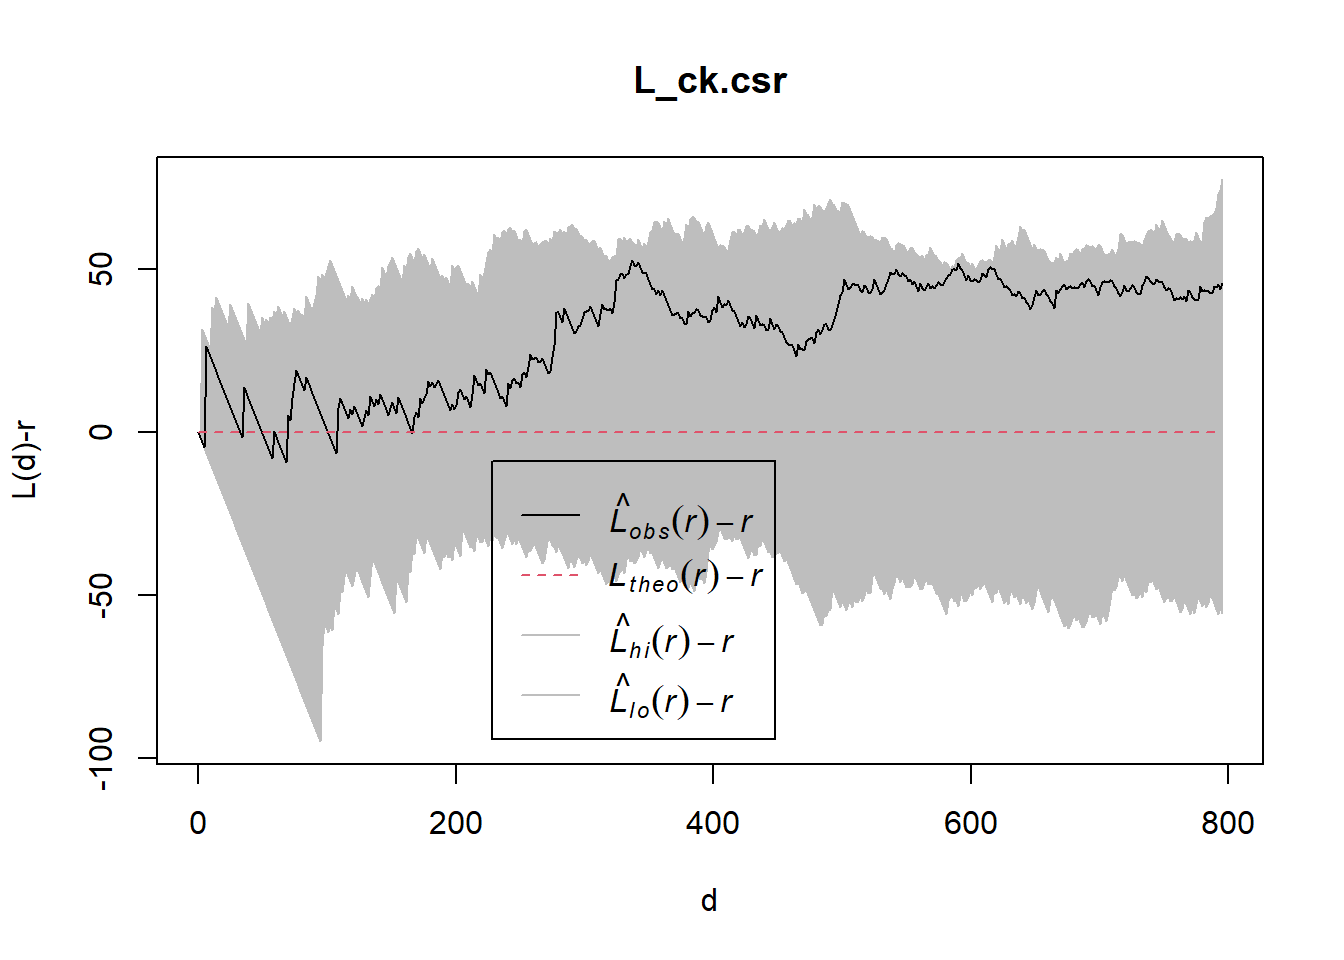 L_ck.csr
L(d)-r
50
0
-50
-100
L̂obs(r) − r
Ltheo(r) − r
L̂hi(r) − r
L̂lo(r) − r
0 200 400 600 800
d